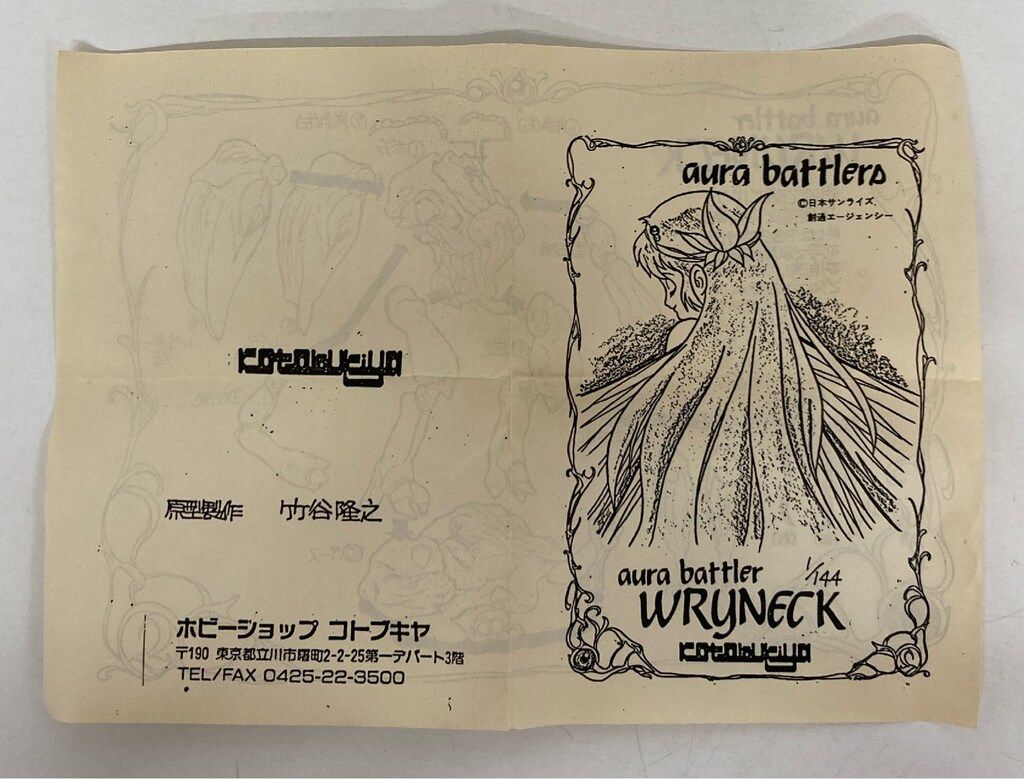 kotobukiya
原型製作 竹谷隆之
ホビーショップ コトブキヤ
〒190 東京都立川市曙町2-2-25第一デパート3階
TEL/FAX 0425-22-3500
aura battlers
©日本サンライズ、
創通エージェンシー
aura battler 1/144
WRYNECK
kotobukiya